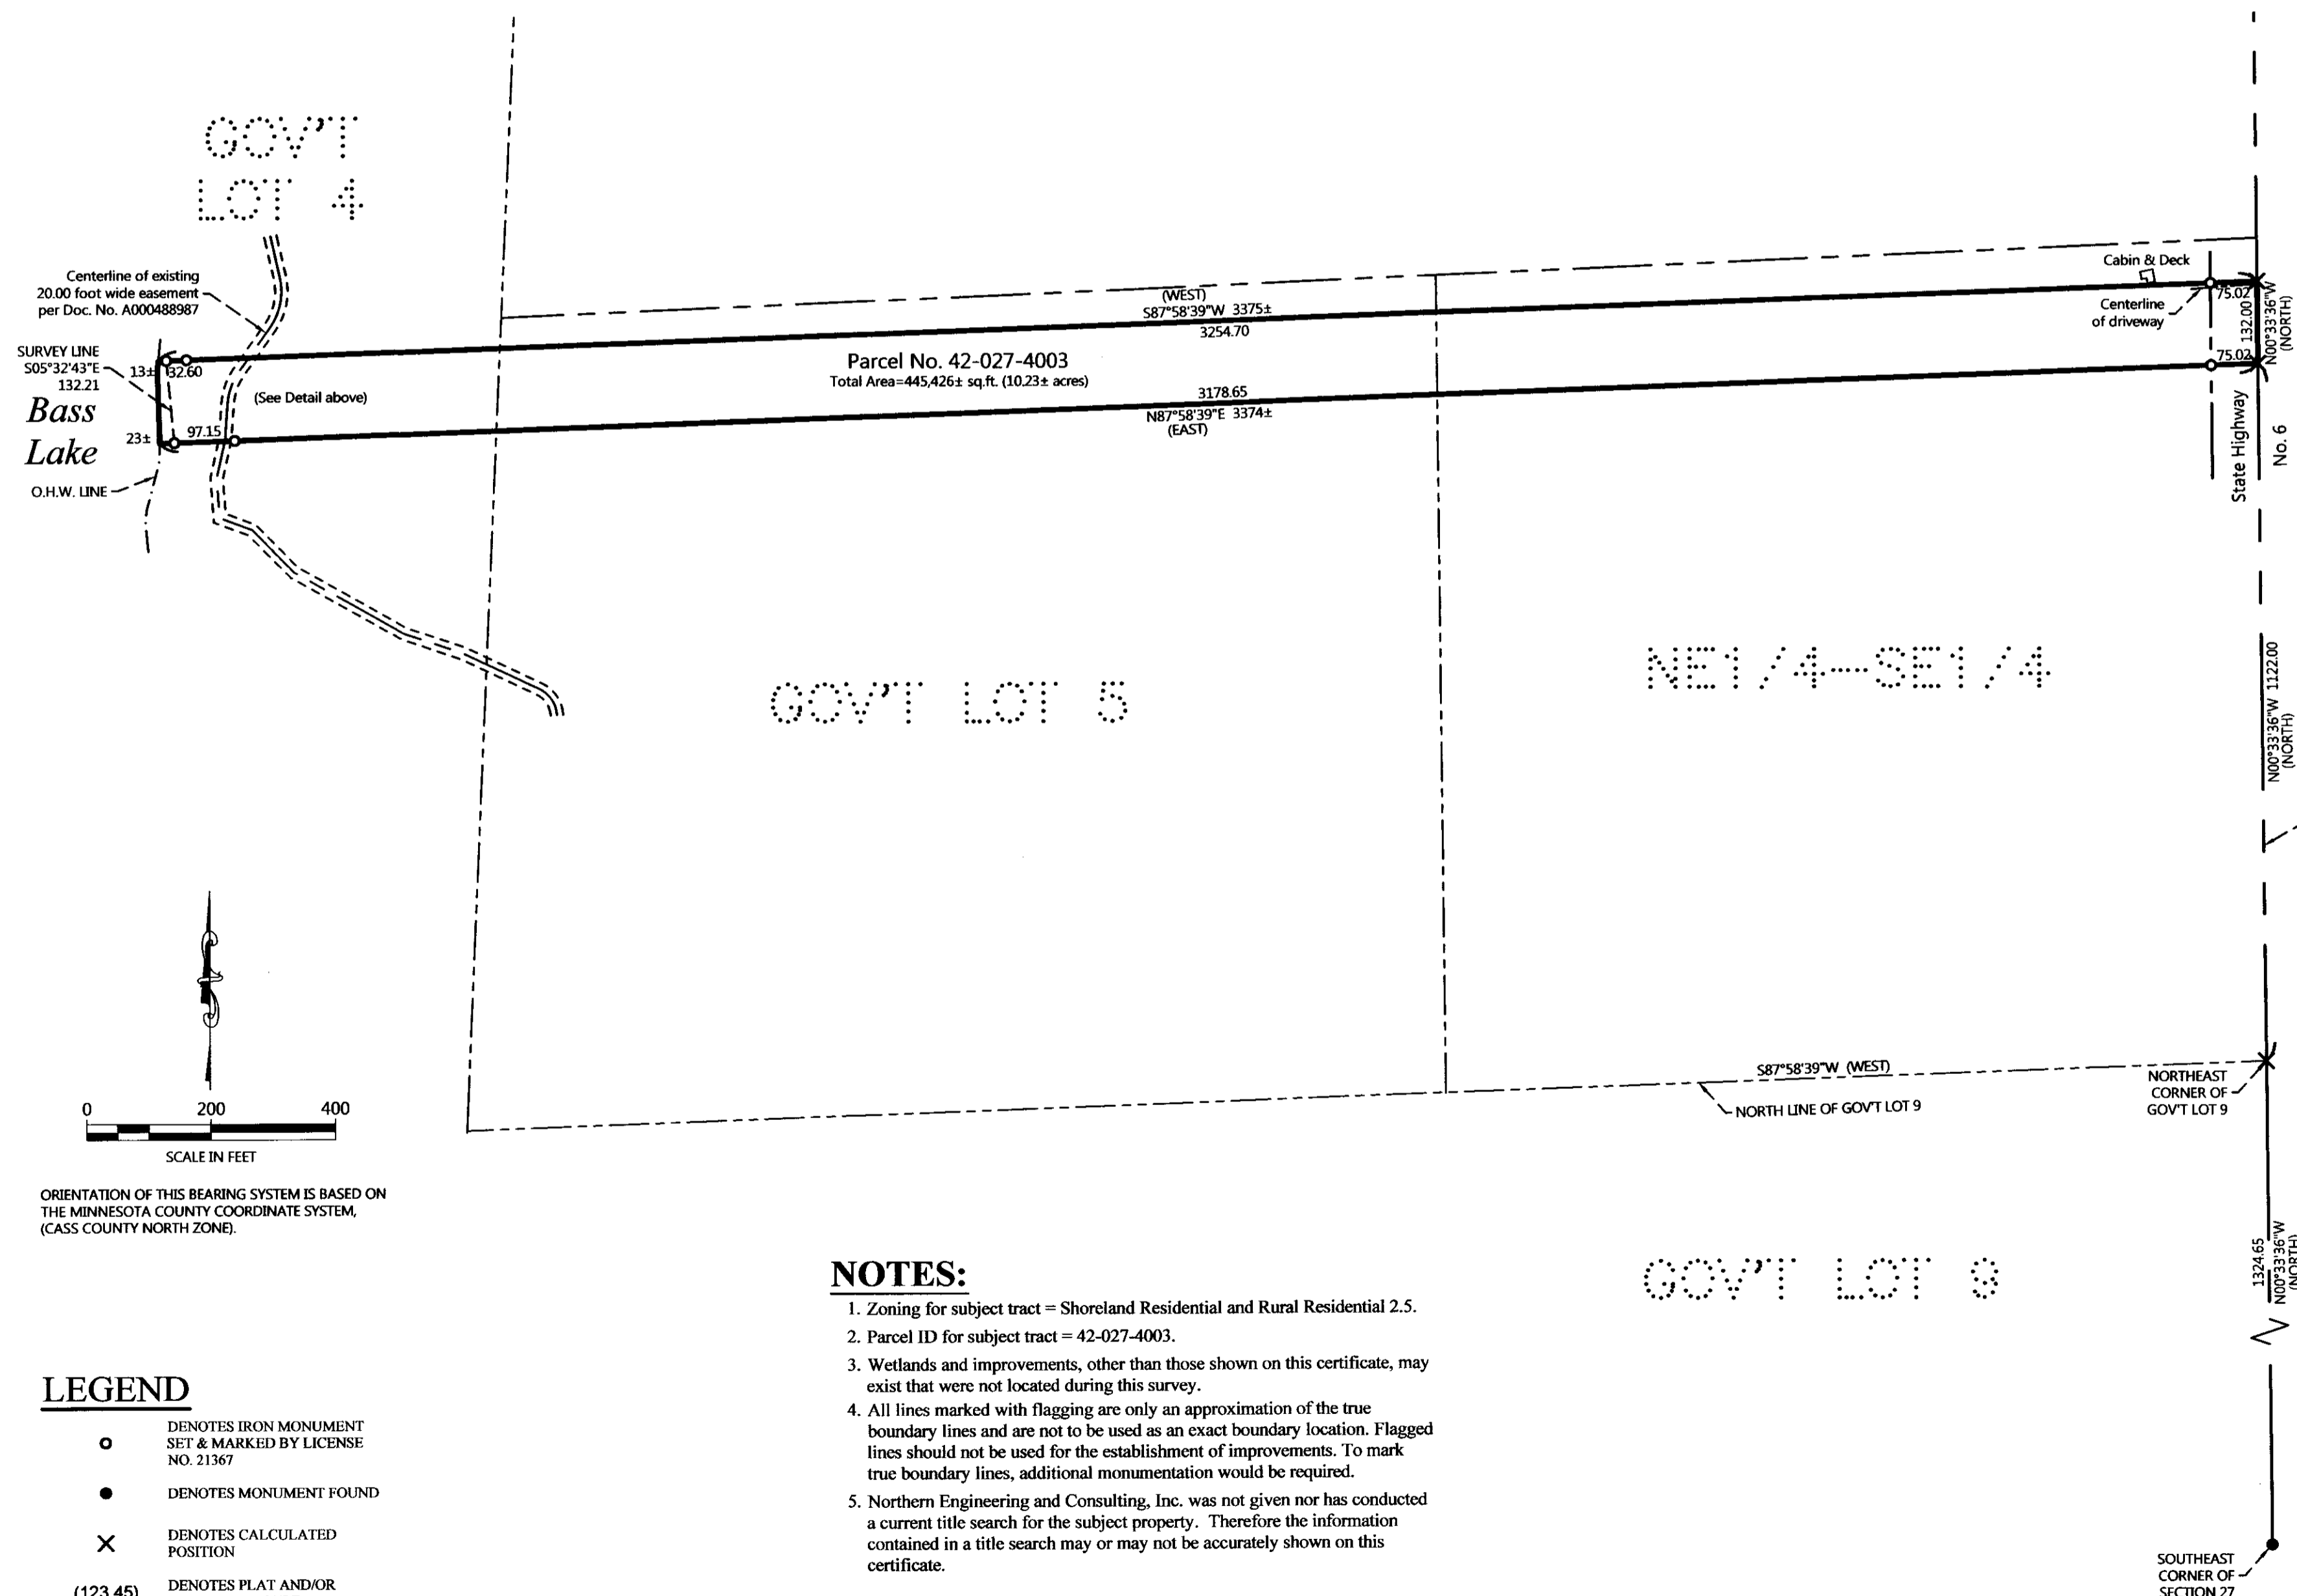 GOV'T
LOT 4
Centerline of existing
20.00 foot wide easement
per Doc. No. A000488987
SURVEY LINE
S05°32'43"E
132.21
13±
32.60
Bass
Lake
23±
97.15
(See Detail above)
O.H.W. LINE
(WEST)
S87°58'39"W 3375±
3254.70
Parcel No. 42-027-4003
Total Area=445,426± sq.ft. (10.23± acres)
3178.65
N87°58'39"E 3374±
(EAST)
Cabin & Deck
Centerline
of driveway
75.02
132.00
N00°33'36"W
(NORTH)
75.02
State Highway
No. 6
GOV'T LOT 5
NE1/4-SE1/4
N00°33'36"W 1122.00
(NORTH)
S87°58'39"W (WEST)
NORTH LINE OF GOV'T LOT 9
NORTHEAST
CORNER OF
GOV'T LOT 9
0 200 400
SCALE IN FEET
ORIENTATION OF THIS BEARING SYSTEM IS BASED ON
THE MINNESOTA COUNTY COORDINATE SYSTEM,
(CASS COUNTY NORTH ZONE).
GOV'T LOT 9
1324.65
N00°33'36"W
(NORTH)
NOTES:
1. Zoning for subject tract = Shoreland Residential and Rural Residential 2.5.
2. Parcel ID for subject tract = 42-027-4003.
3. Wetlands and improvements, other than those shown on this certificate, may
exist that were not located during this survey.
4. All lines marked with flagging are only an approximation of the true
boundary lines and are not to be used as an exact boundary location. Flagged
lines should not be used for the establishment of improvements. To mark
true boundary lines, additional monumentation would be required.
5. Northern Engineering and Consulting, Inc. was not given nor has conducted
a current title search for the subject property. Therefore the information
contained in a title search may or may not be accurately shown on this
certificate.
LEGEND
DENOTES IRON MONUMENT
SET & MARKED BY LICENSE
NO. 21367
DENOTES MONUMENT FOUND
DENOTES CALCULATED
POSITION
(123.45) DENOTES PLAT AND/OR
SOUTHEAST
CORNER OF
SECTION 27